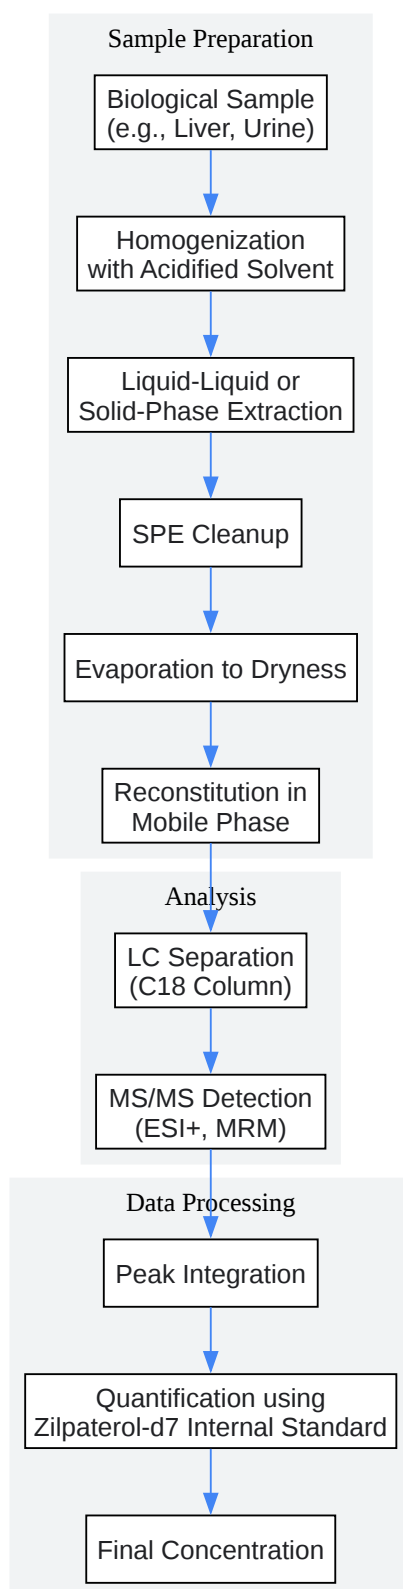 Sample Preparation
Biological Sample
(e.g., Liver, Urine)
Homogenization
with Acidified Solvent
Liquid-Liquid or
Solid-Phase Extraction
SPE Cleanup
Evaporation to Dryness
Reconstitution in
Mobile Phase
Analysis
LC Separation
(C18 Column)
MS/MS Detection
(ESI+, MRM)
Data Processing
Peak Integration
Quantification using
Zilpaterol-d7 Internal Standard
Final Concentration